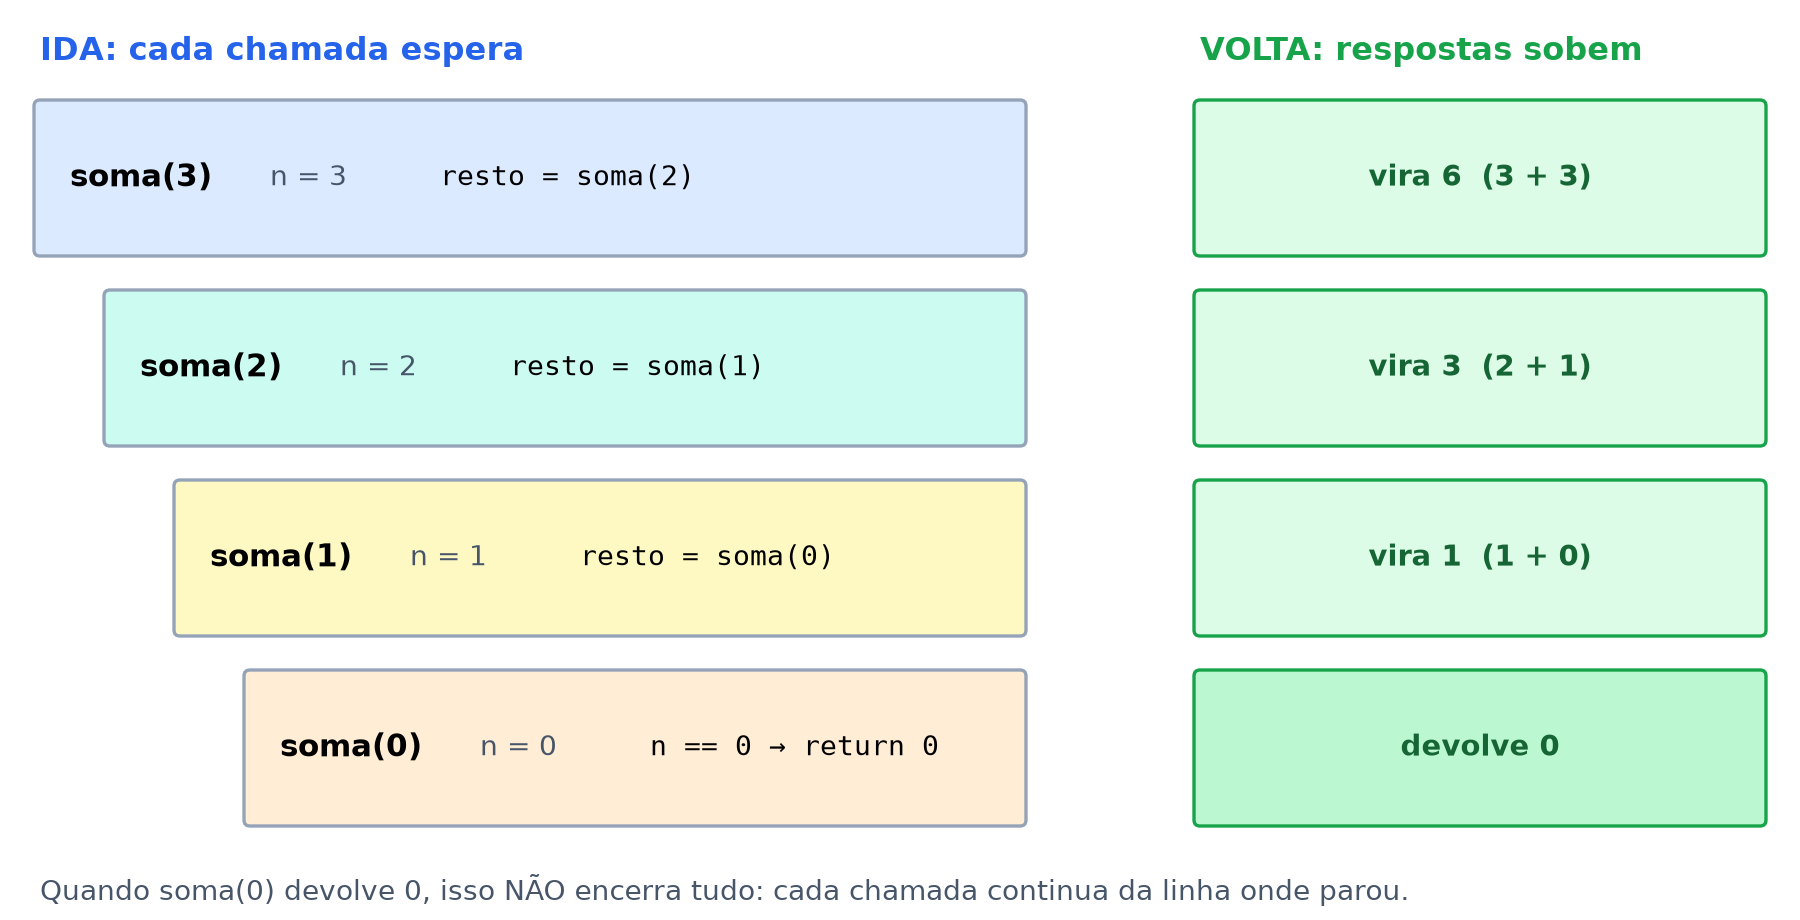 IDA: cada chamada espera
VOLTA: respostas sobem
soma(3) n = 3 resto = soma(2)
vira 6 (3 + 3)
soma(2) n = 2 resto = soma(1)
vira 3 (2 + 1)
soma(1) n = 1 resto = soma(0)
vira 1 (1 + 0)
soma(0) n = 0 n == 0 → return 0
devolve 0
Quando soma(0) devolve 0, isso NÃO encerra tudo: cada chamada continua da linha onde parou.